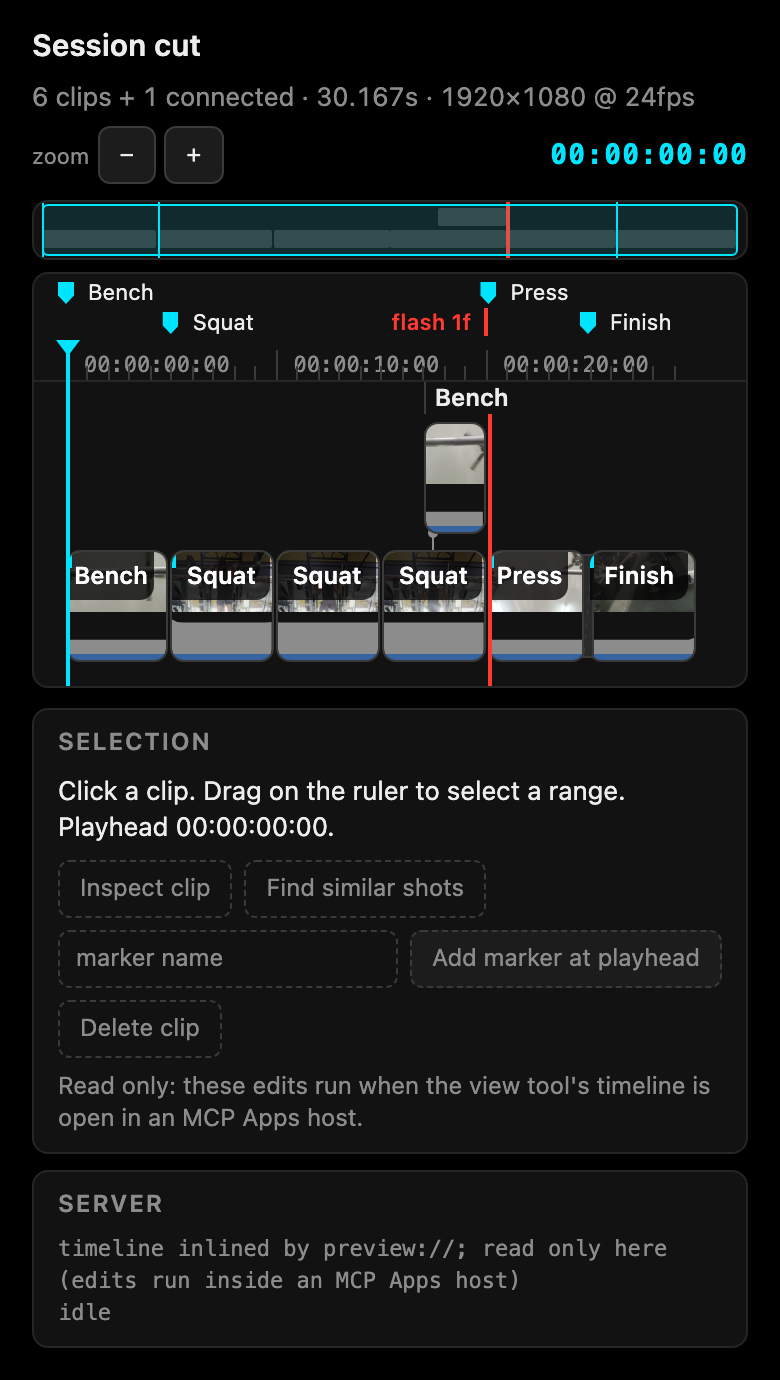 Session cut
6 clips + 1 connected · 30.167s · 1920×1080 @ 24fps
zoom − + 00:00:00:00
Bench Press
Squat flash 1f Finish
00:00:00:00 00:00:10:00 00:00:20:00
Bench
Bench Squat Squat Squat Press Finish
SELECTION
Click a clip. Drag on the ruler to select a range.
Playhead 00:00:00:00.
Inspect clip Find similar shots
marker name Add marker at playhead
Delete clip
Read only: these edits run when the view tool's timeline is
open in an MCP Apps host.
SERVER
timeline inlined by preview://; read only here
(edits run inside an MCP Apps host)
idle